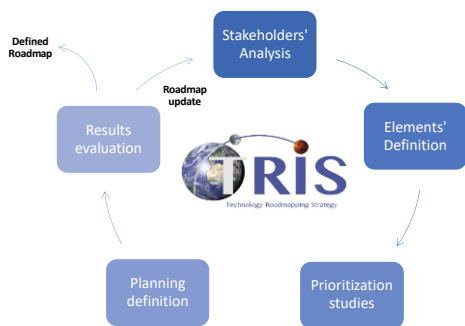 Defined
Roadmap
Stakeholders'
Analysis
Roadmap
update
Results
evaluation
Elements'
Definition
TRIS
Technology Roadmapping Strategy
Planning
definition
Prioritization
studies